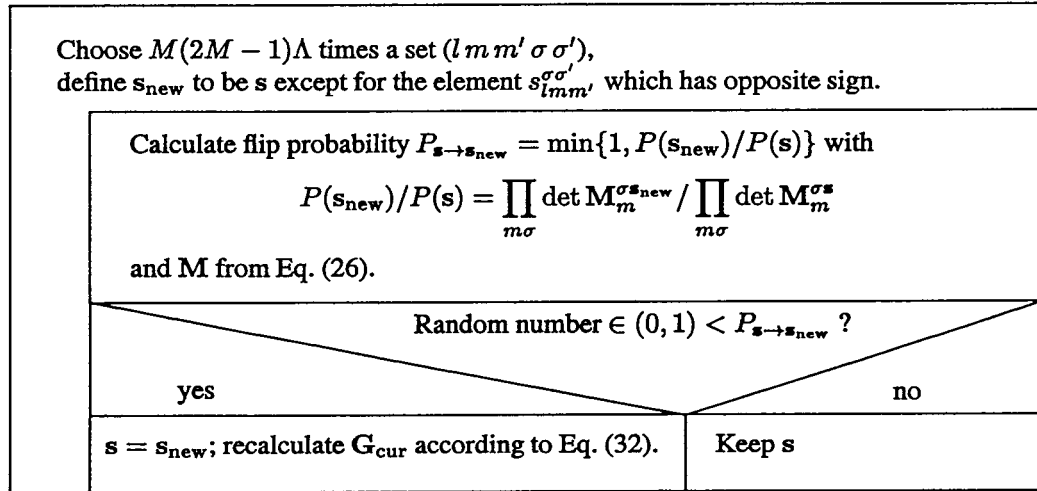 Choose M(2M − 1)Λ times a set (l m m′ σ σ′),
define s_new to be s except for the element s_{lmm′}^{σσ′} which has opposite sign.
Calculate flip probability P_{s→s_new} = min{1, P(s_new)/P(s)} with
P(s_new)/P(s) = ∏_{mσ} det M_m^{σs_new} / ∏_{mσ} det M_m^{σs}
and M from Eq. (26).
Random number ∈ (0, 1) < P_{s→s_new} ?
yes
no
s = s_new; recalculate G_cur according to Eq. (32).
Keep s